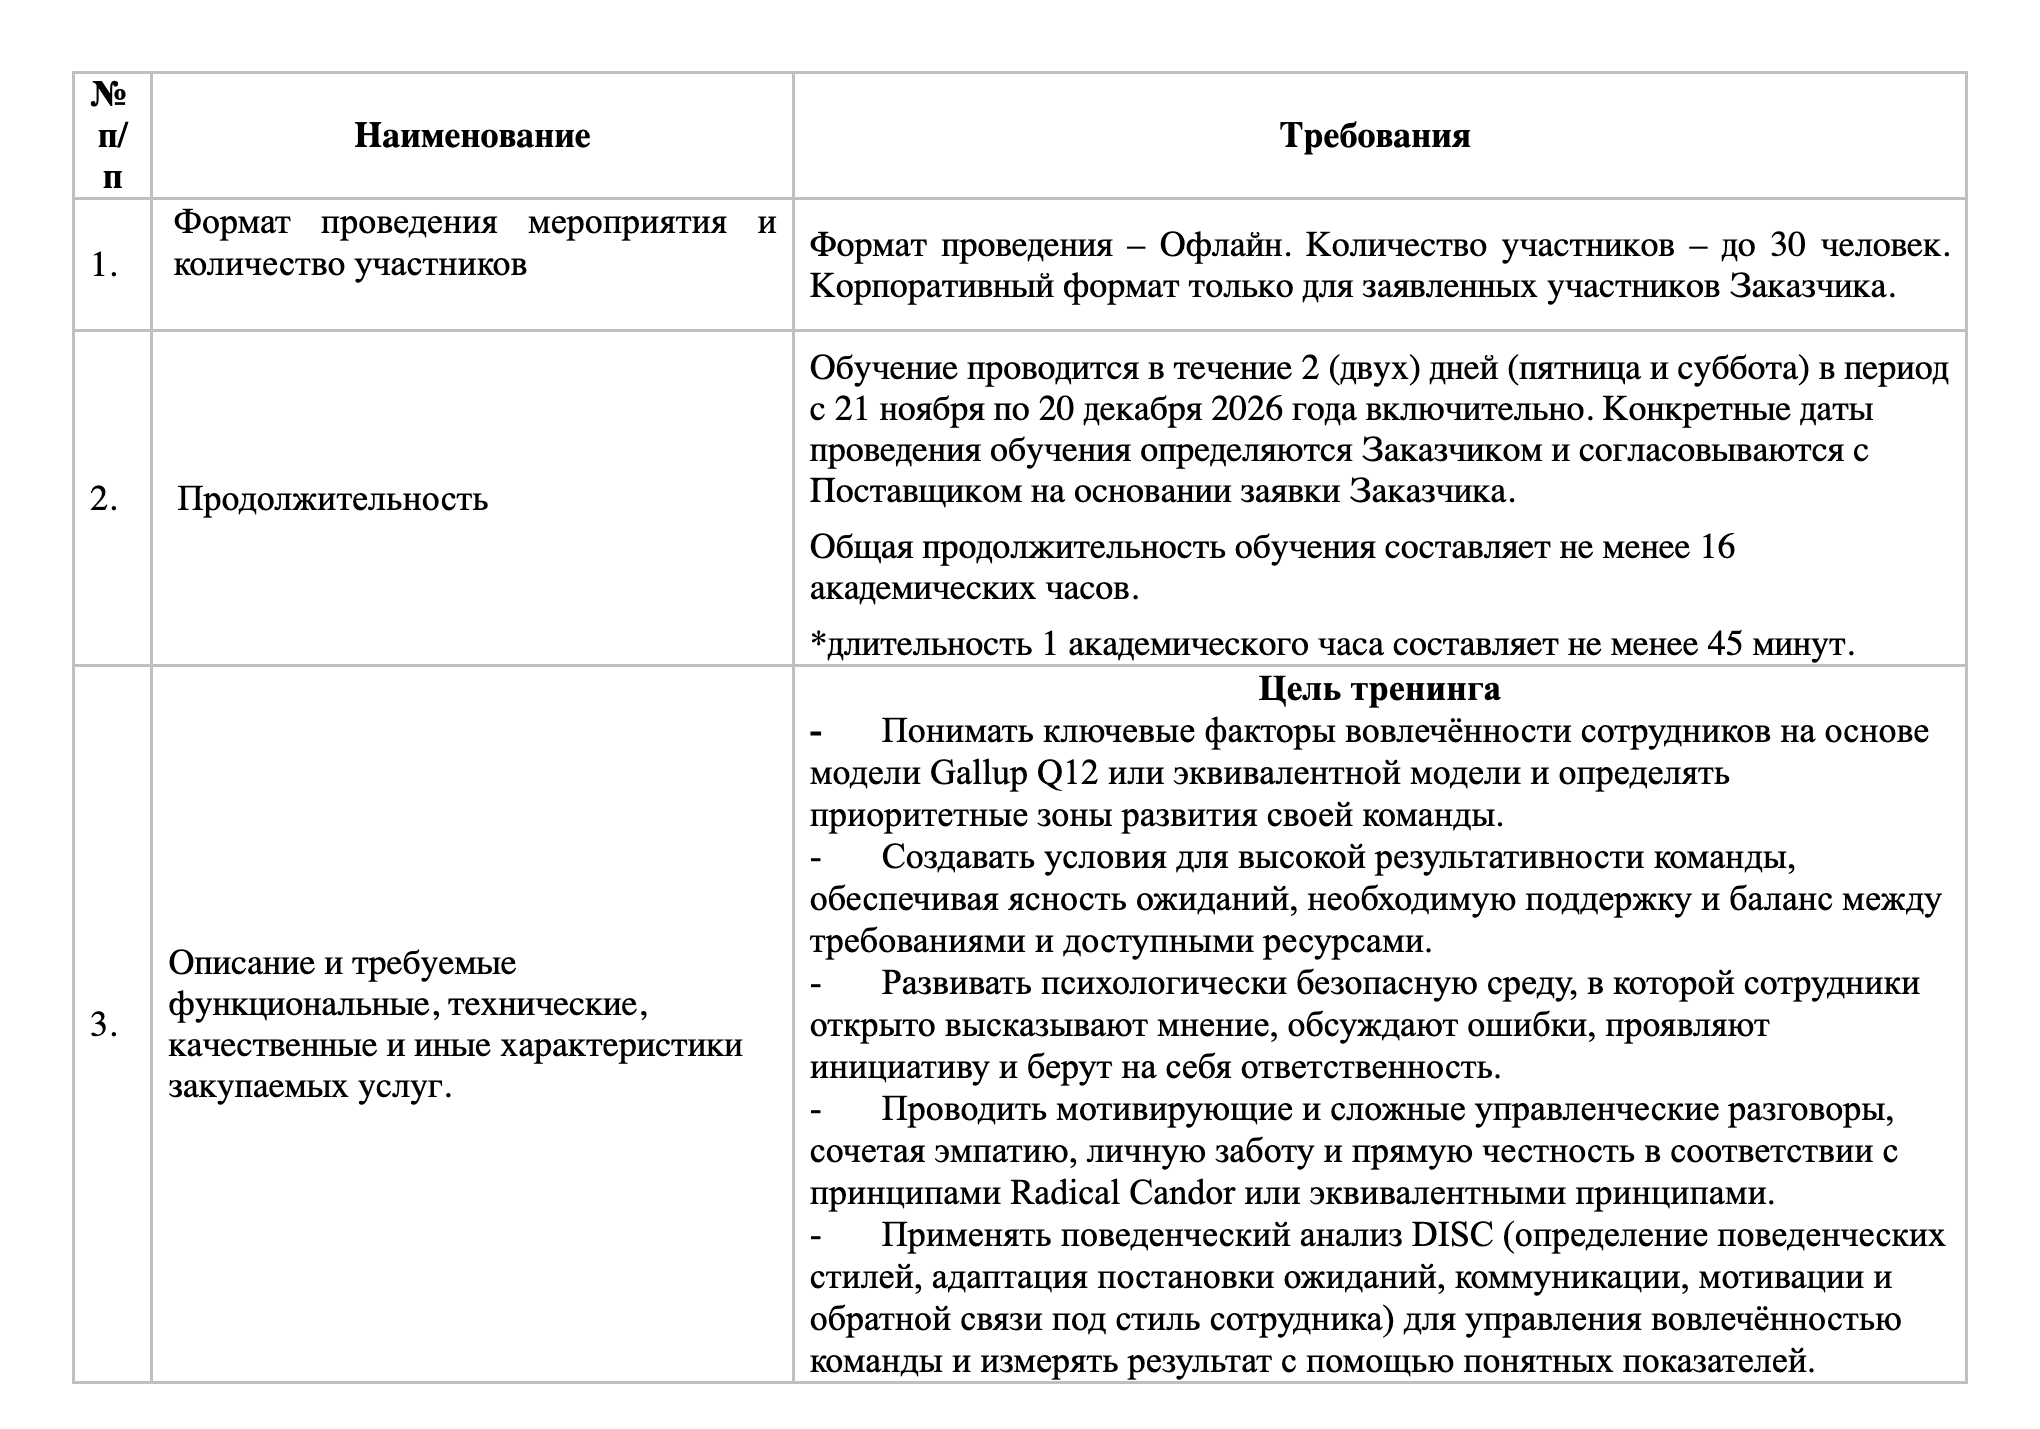 №
п/
п
Наименование
Требования
1.
Формат проведения мероприятия и
количество участников
Формат проведения – Офлайн. Количество участников – до 30 человек.
Корпоративный формат только для заявленных участников Заказчика.
2.
Продолжительность
Обучение проводится в течение 2 (двух) дней (пятница и суббота) в период
с 21 ноября по 20 декабря 2026 года включительно. Конкретные даты
проведения обучения определяются Заказчиком и согласовываются с
Поставщиком на основании заявки Заказчика.
Общая продолжительность обучения составляет не менее 16
академических часов.
*длительность 1 академического часа составляет не менее 45 минут.
3.
Описание и требуемые
функциональные, технические,
качественные и иные характеристики
закупаемых услуг.
Цель тренинга
- Понимать ключевые факторы вовлечённости сотрудников на основе
модели Gallup Q12 или эквивалентной модели и определять
приоритетные зоны развития своей команды.
- Создавать условия для высокой результативности команды,
обеспечивая ясность ожиданий, необходимую поддержку и баланс между
требованиями и доступными ресурсами.
- Развивать психологически безопасную среду, в которой сотрудники
открыто высказывают мнение, обсуждают ошибки, проявляют
инициативу и берут на себя ответственность.
- Проводить мотивирующие и сложные управленческие разговоры,
сочетая эмпатию, личную заботу и прямую честность в соответствии с
принципами Radical Candor или эквивалентными принципами.
- Применять поведенческий анализ DISC (определение поведенческих
стилей, адаптация постановки ожиданий, коммуникации, мотивации и
обратной связи под стиль сотрудника) для управления вовлечённостью
команды и измерять результат с помощью понятных показателей.